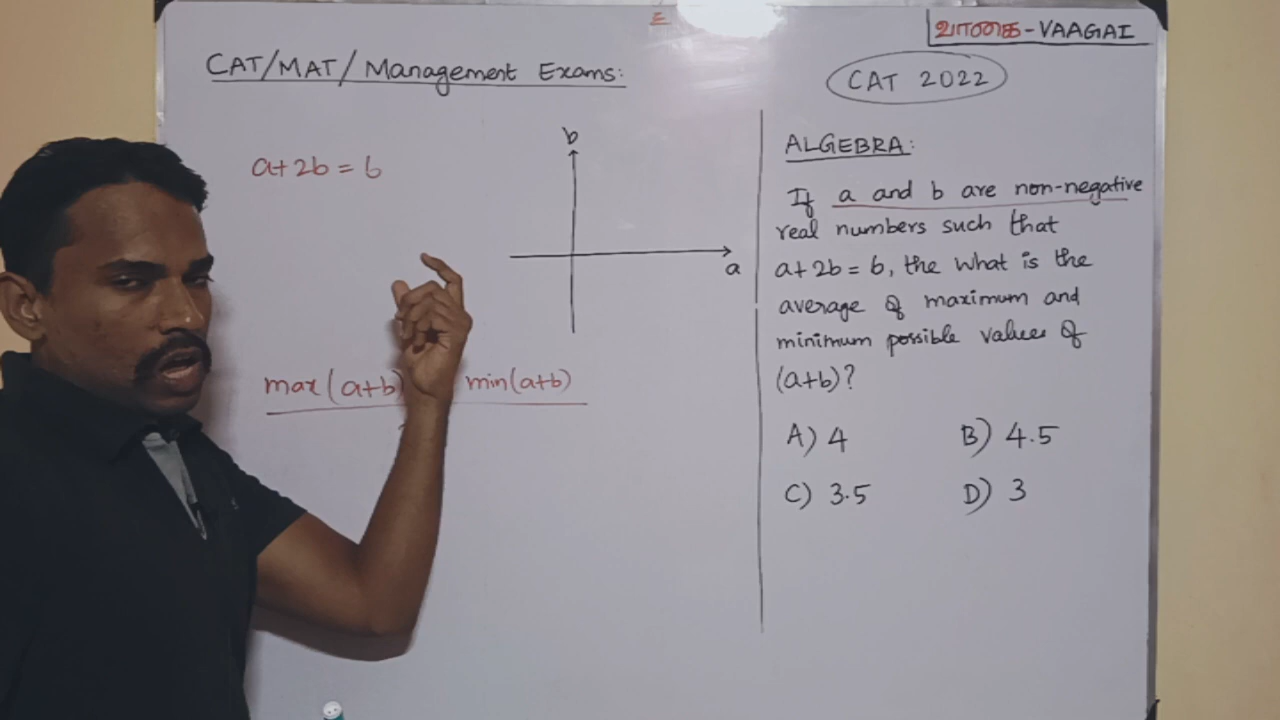 =
வாகை-VAAGAI
CAT/MAT/Management Exams:
CAT 2022
a+2b = 6
b
a
max(a+b) min(a+b)
ALGEBRA:
If a and b are non-negative
real numbers such that
a+2b = 6, the what is the
average of maximum and
minimum possible values of
(a+b)?
A) 4
B) 4.5
C) 3.5
D) 3